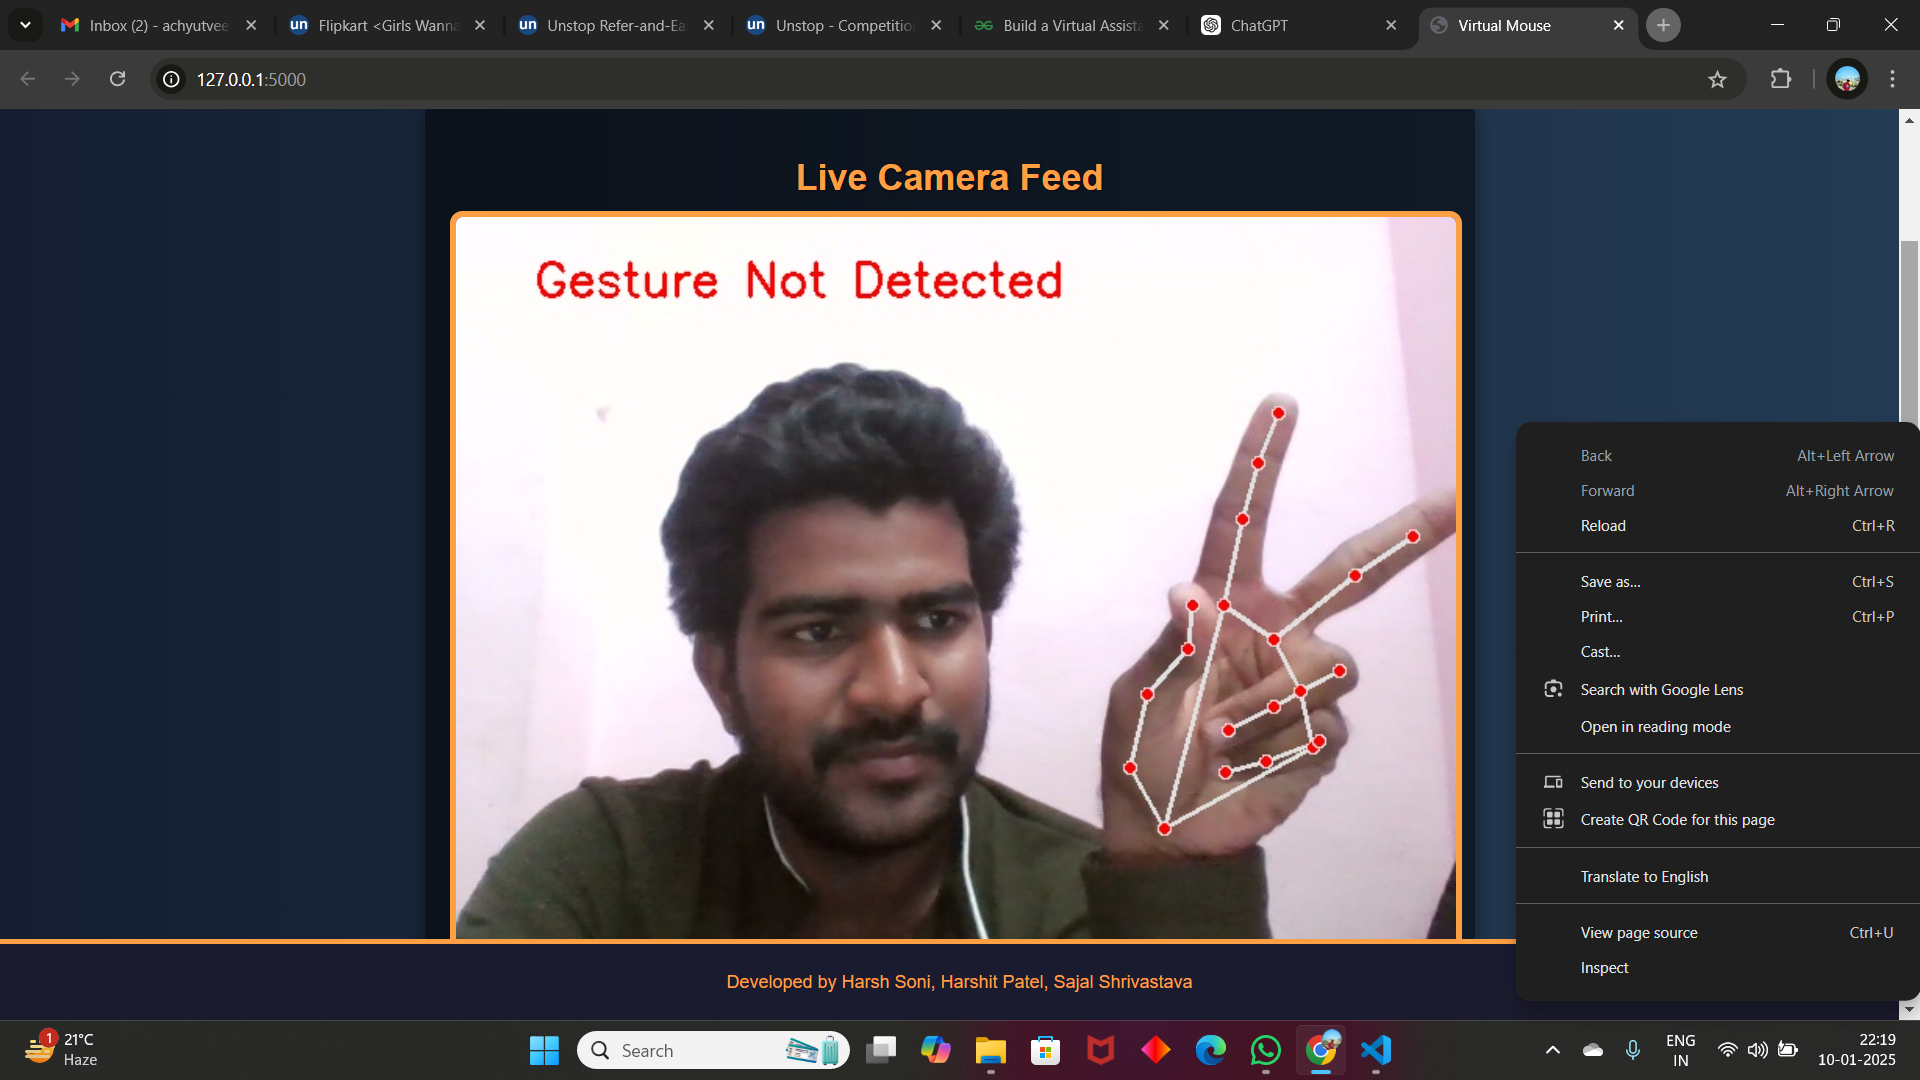 Inbox (2) - achyutvee
Flipkart <Girls Wanna
Unstop Refer-and-Ea
Unstop - Competitio
Build a Virtual Assista
ChatGPT
Virtual Mouse
127.0.0.1:5000
Live Camera Feed
Gesture Not Detected
Back Alt+Left Arrow
Forward Alt+Right Arrow
Reload Ctrl+R
Save as... Ctrl+S
Print... Ctrl+P
Cast...
Search with Google Lens
Open in reading mode
Send to your devices
Create QR Code for this page
Translate to English
View page source Ctrl+U
Inspect
Developed by Harsh Soni, Harshit Patel, Sajal Shrivastava
1
21°C
Haze
Search
ENG
IN
22:19
10-01-2025